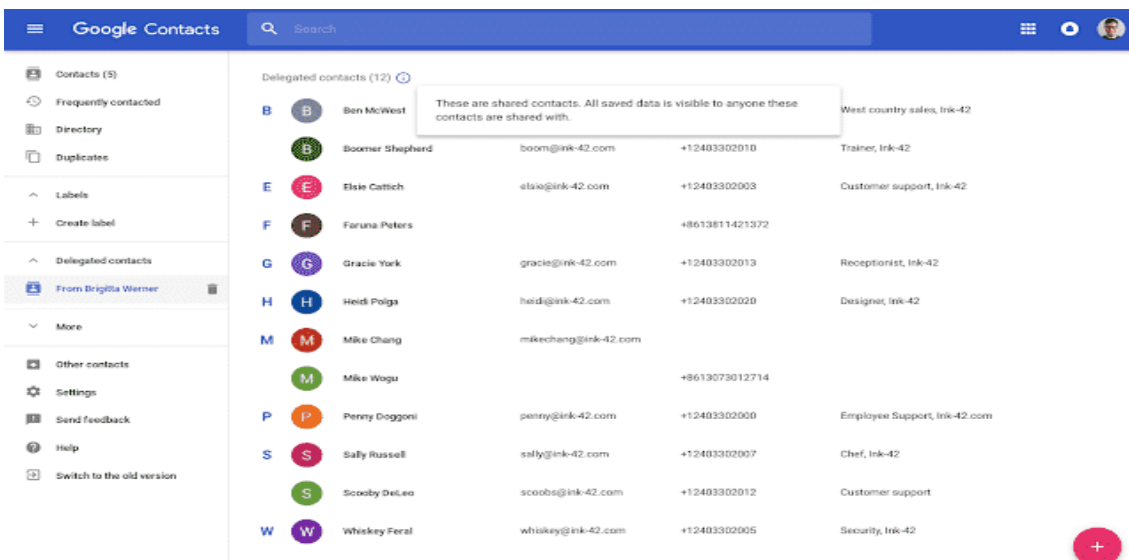 Google Contacts
Search
Contacts (5)
Frequently contacted
Directory
Duplicates
Labels
Create label
Delegated contacts
From Brigitta Werner
More
Other contacts
Settings
Send feedback
Help
Switch to the old version
Delegated contacts (12)
These are shared contacts. All saved data is visible to anyone these
contacts are shared with.
B B Ben McWest West country sales, Ink-42
B Boomer Shepherd boom@ink-42.com +12403302010 Trainer, Ink-42
E E Elsie Cattich elsie@ink-42.com +12403302003 Customer support, Ink-42
F F Faruna Peters +8613811421372
G G Gracie York gracie@ink-42.com +12403302013 Receptionist, Ink-42
H H Heidi Polga heidi@ink-42.com +12403302020 Designer, Ink-42
M M Mike Chang mikechang@ink-42.com
M Mike Wogu +8613073012714
P P Penny Doggoni penny@ink-42.com +12403302000 Employee Support, Ink-42.com
S S Sally Russell sally@ink-42.com +12403302007 Chef, Ink-42
S Scooby DeLeo scoobs@ink-42.com +12403302012 Customer support
W W Whiskey Feral whiskey@ink-42.com +12403302005 Security, Ink-42